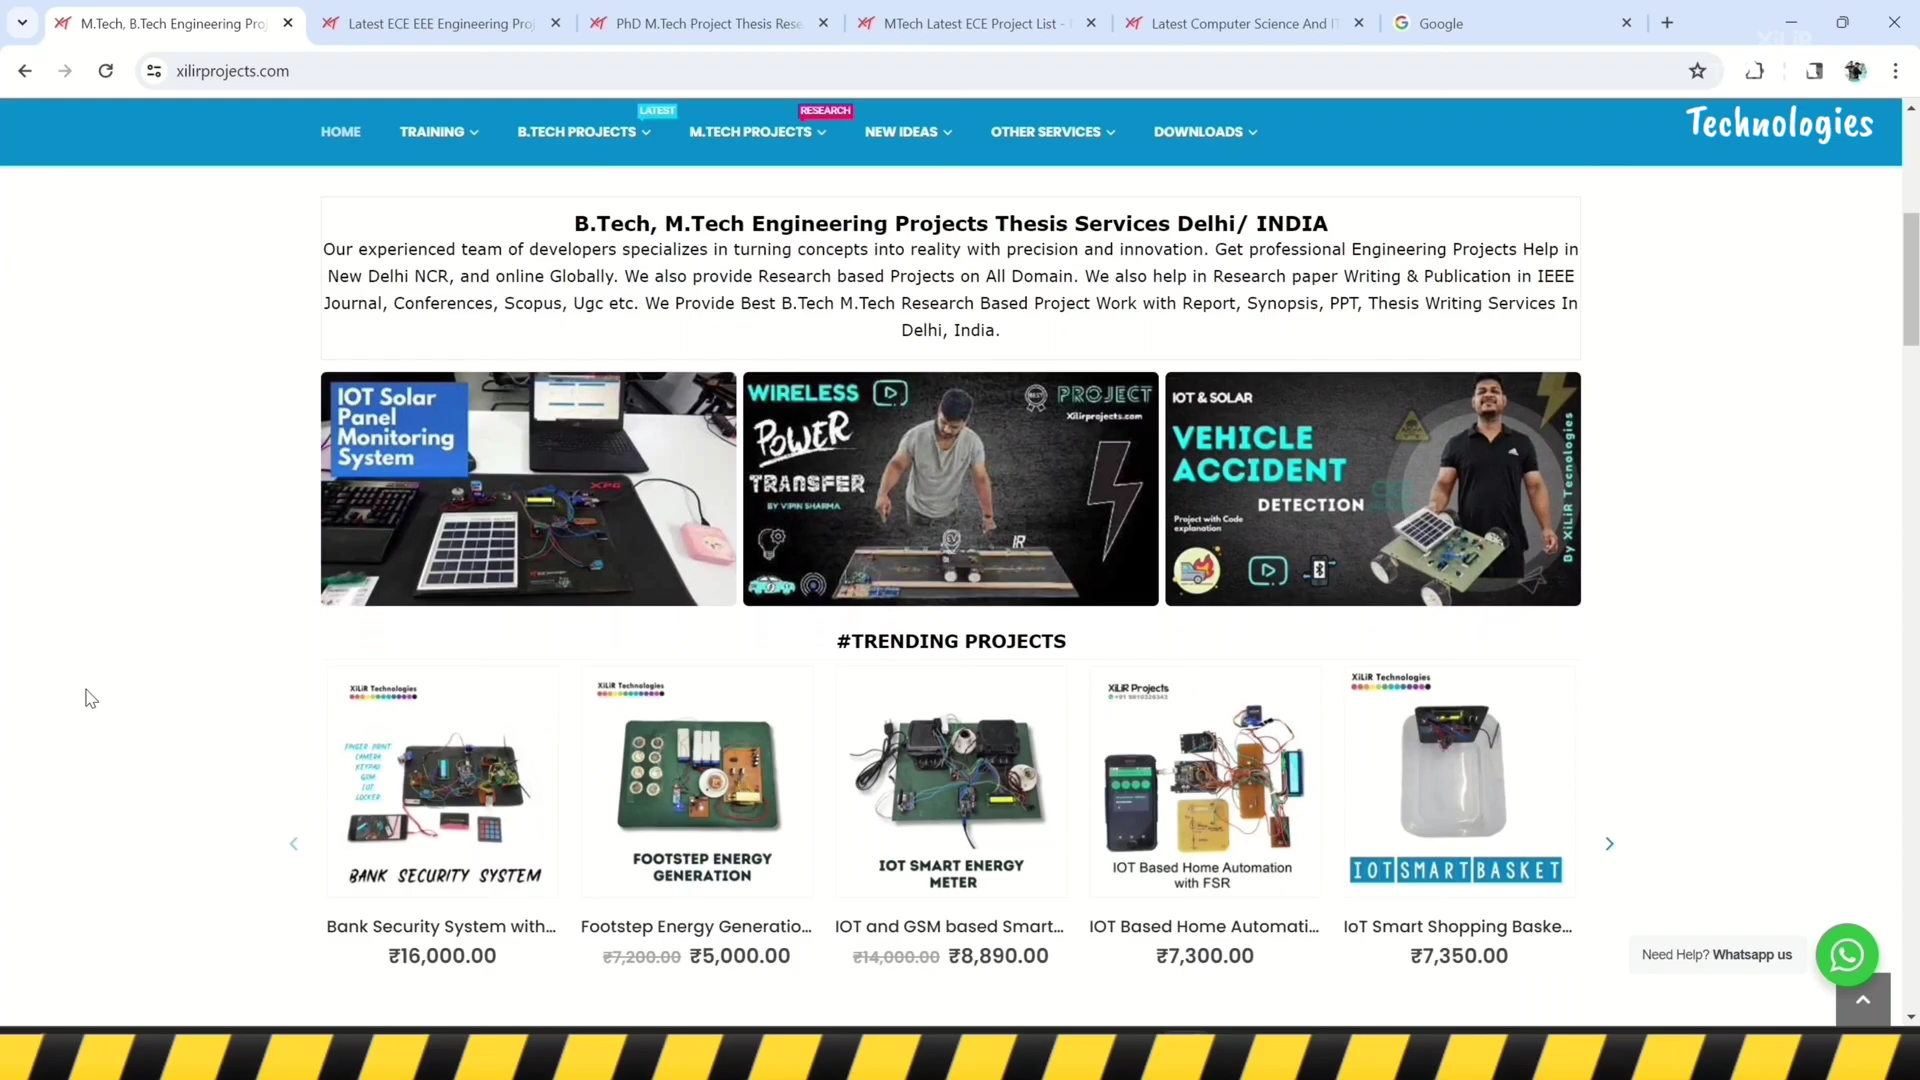 M.Tech, B.Tech Engineering Proj
Latest ECE EEE Engineering Proj
PhD M.Tech Project Thesis Rese
MTech Latest ECE Project List -
Latest Computer Science And IT
Google
xilirprojects.com
LATEST
RESEARCH
HOME
TRAINING
B.TECH PROJECTS
M.TECH PROJECTS
NEW IDEAS
OTHER SERVICES
DOWNLOADS
XiLiR
Technologies
B.Tech, M.Tech Engineering Projects Thesis Services Delhi/ INDIA
Our experienced team of developers specializes in turning concepts into reality with precision and innovation. Get professional Engineering Projects Help in
New Delhi NCR, and online Globally. We also provide Research based Projects on All Domain. We also help in Research paper Writing & Publication in IEEE
Journal, Conferences, Scopus, Ugc etc. We Provide Best B.Tech M.Tech Research Based Project Work with Report, Synopsis, PPT, Thesis Writing Services In
Delhi, India.
IOT Solar
Panel
Monitoring
System
XPG
WIRELESS
POWER
TRANSFER
BY VIPIN SHARMA
PROJECT
Xilirprojects.com
EV
IR
IOT & SOLAR
VEHICLE
ACCIDENT
DETECTION
Project with Code
explanation
By XiLiR Tecnologies
#TRENDING PROJECTS
XiLiR Technologies
FINGER PRINT
CAMERA
KEYPAD
GSM
IOT
LOCKER
BANK SECURITY SYSTEM
Bank Security System with...
₹16,000.00
XiLiR Technologies
FOOTSTEP ENERGY
GENERATION
Footstep Energy Generatio...
₹7,200.00 ₹5,000.00
IOT SMART ENERGY
METER
IOT and GSM based Smart...
₹14,000.00 ₹8,890.00
XiLiR Projects
IOT Based Home Automation
with FSR
IOT Based Home Automati...
₹7,300.00
XiLiR Technologies
IOT SMART BASKET
IoT Smart Shopping Baske...
₹7,350.00
Need Help? Whatsapp us